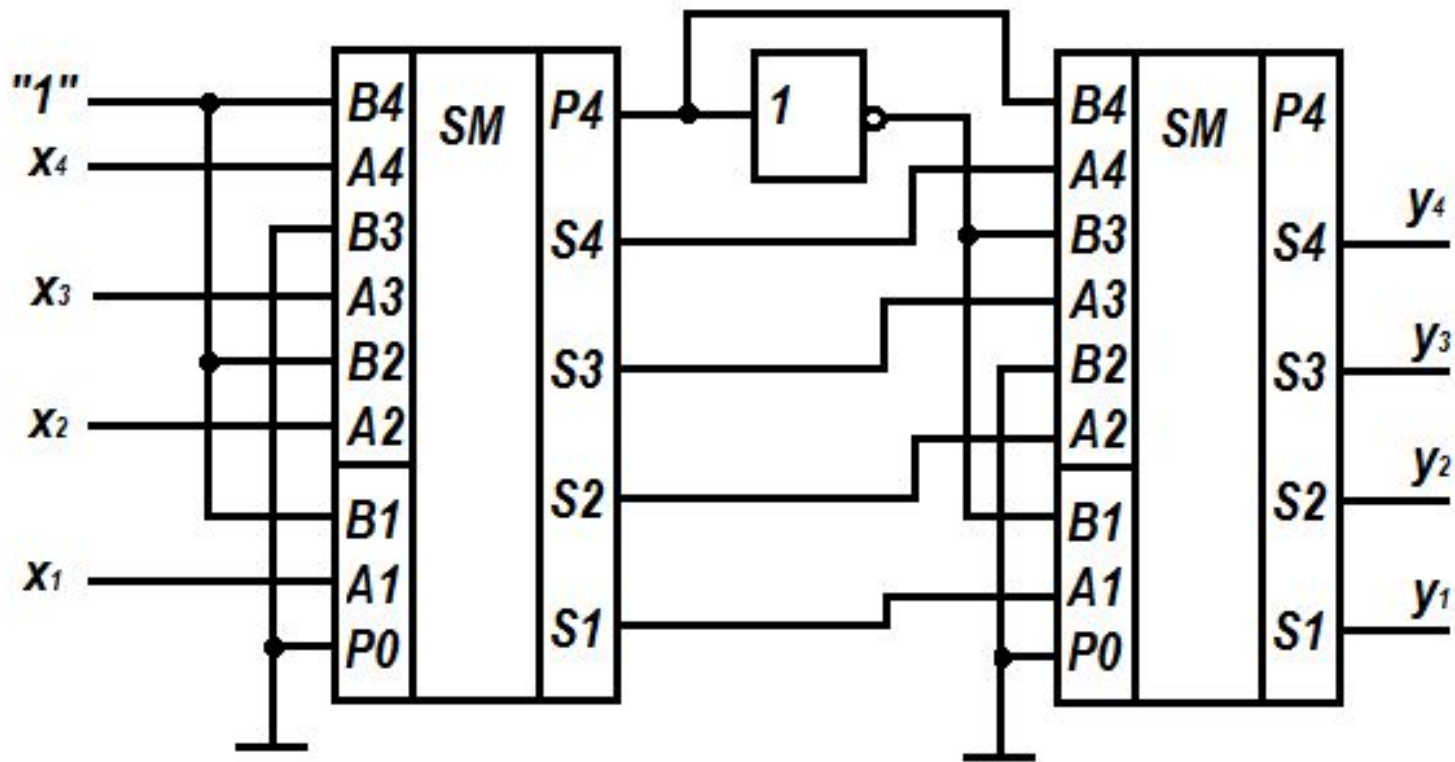 "1"
x₄
x₃
x₂
x₁
B4
A4
B3
A3
B2
A2
B1
A1
P0
SM
P4
S4
S3
S2
S1
1
B4
A4
B3
A3
B2
A2
B1
A1
P0
SM
P4
S4
S3
S2
S1
y₄
y₃
y₂
y₁